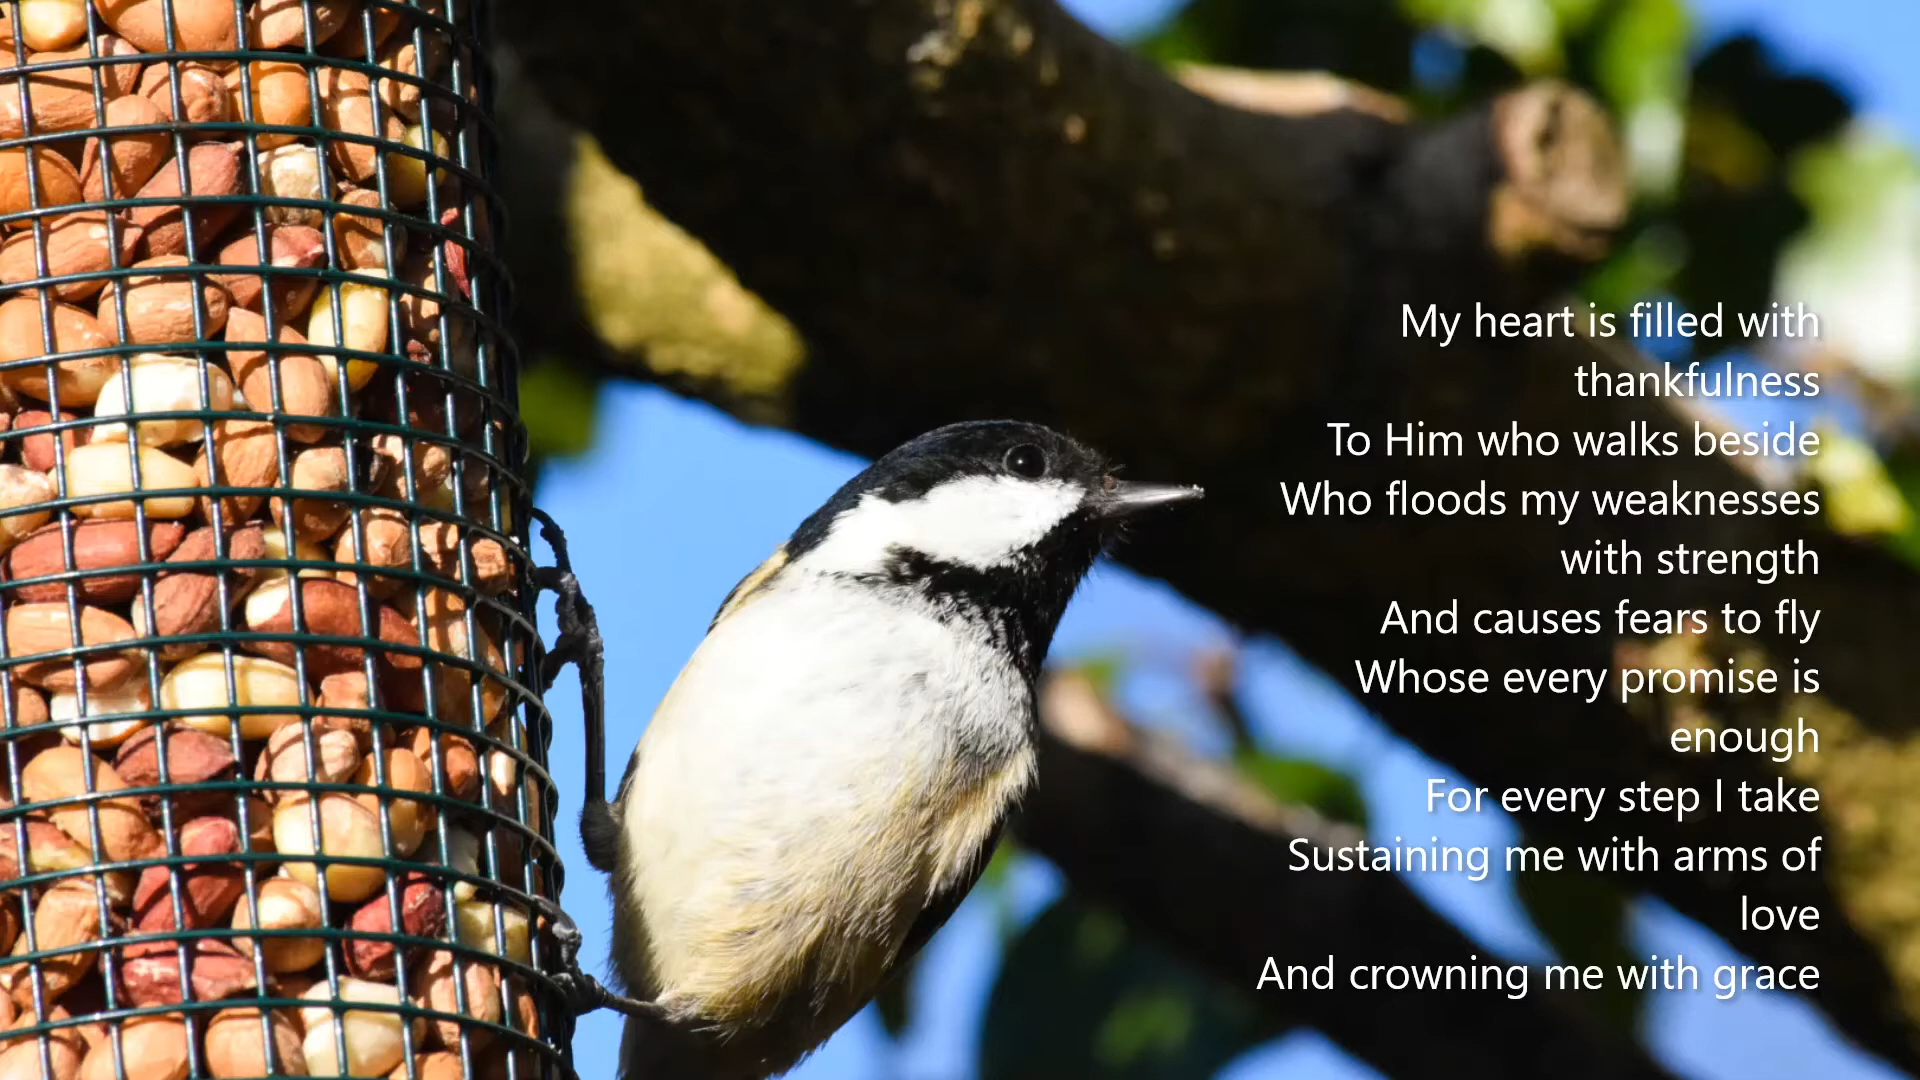 My heart is filled with
thankfulness
To Him who walks beside
Who floods my weaknesses
with strength
And causes fears to fly
Whose every promise is
enough
For every step I take
Sustaining me with arms of
love
And crowning me with grace